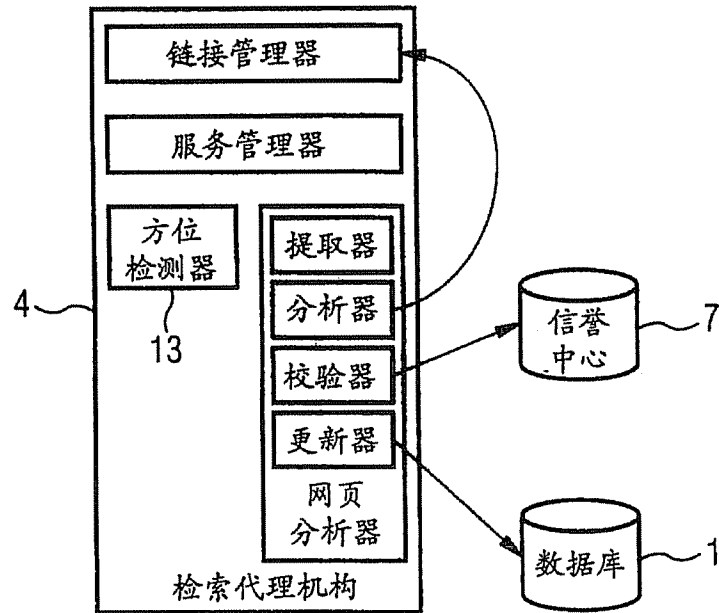 链接管理器
服务管理器
方位
检测器
13
4
提取器
分析器
校验器
更新器
网页
分析器
检索代理机构
信誉
中心
7
数据库
1